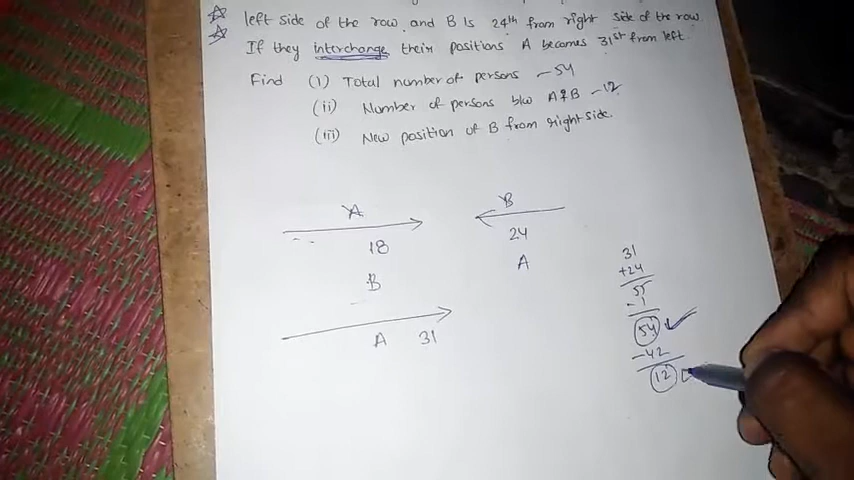 left side of the row and B is 24th from right side of the row
If they interchange their positions A becomes 31st from left.
Find (i) Total number of persons - 54
(ii) Number of persons b/w A & B - 12
(iii) New position of B from right side.
A B
18 24
B A
A 31
31
+24
55
-1
54
-42
12